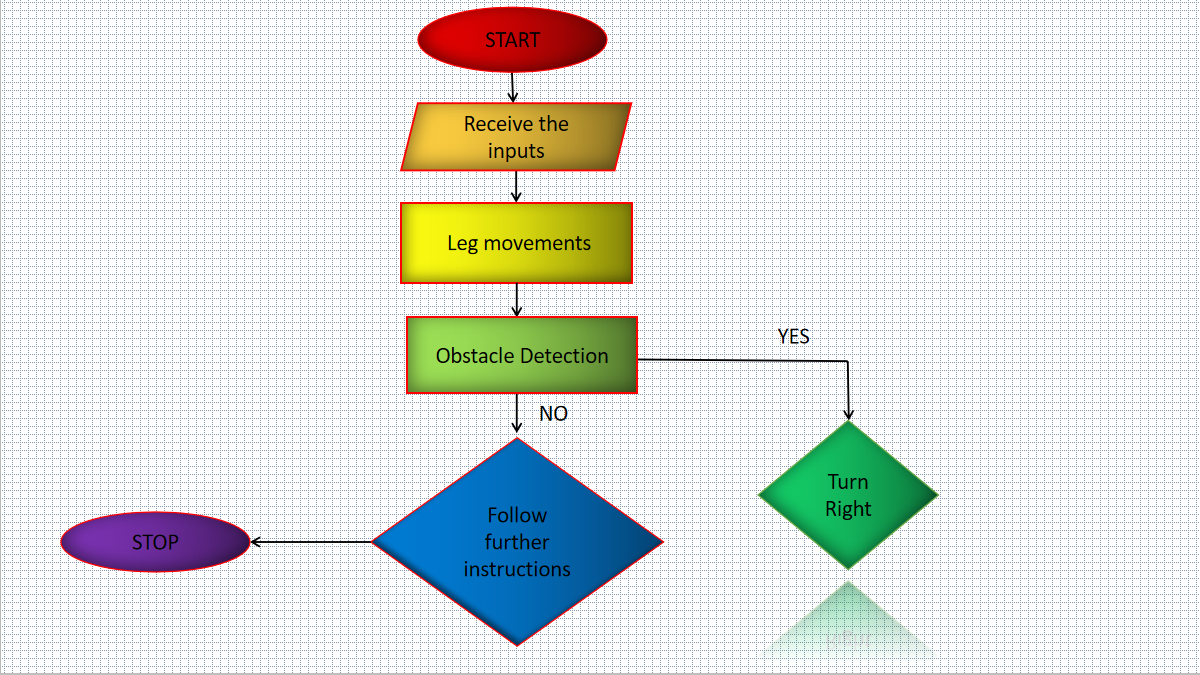 START
Receive the
inputs
Leg movements
Obstacle Detection
YES
NO
Turn
Right
Follow
further
instructions
STOP